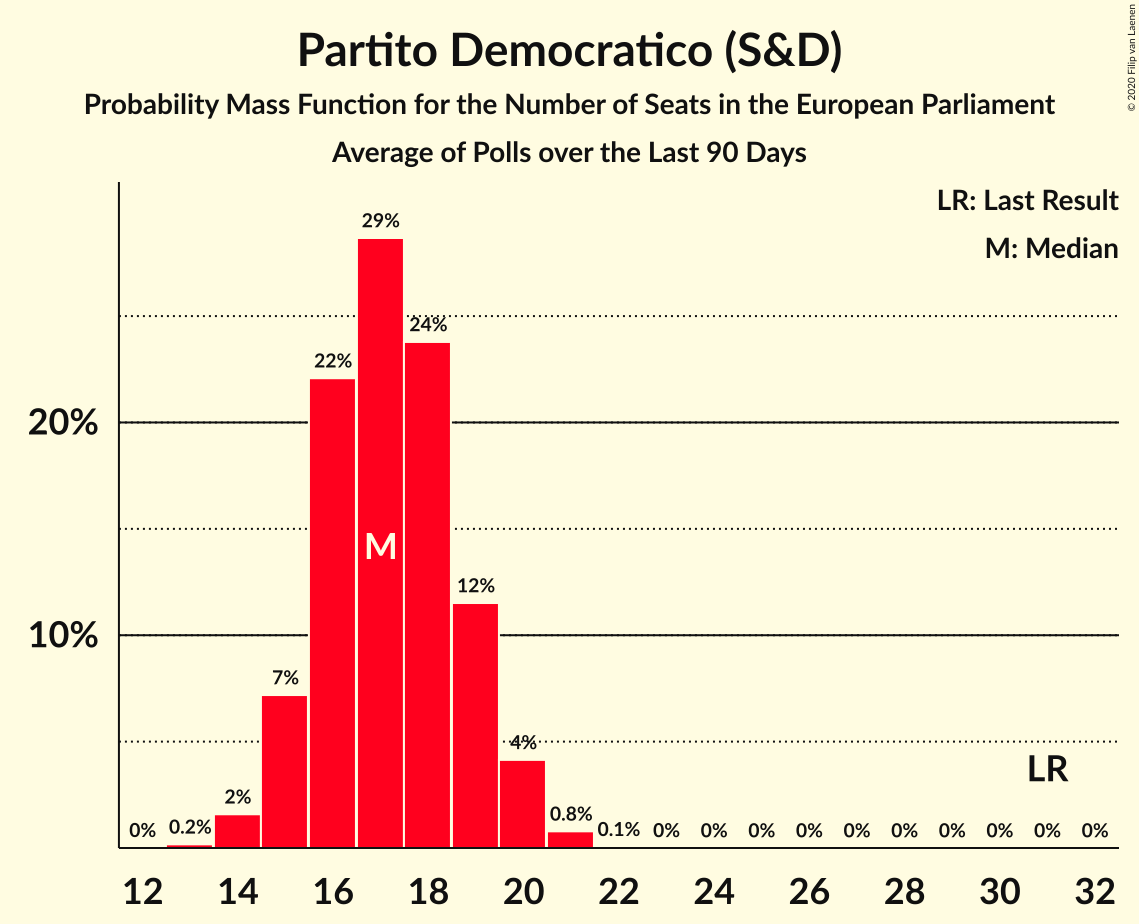 Partito Democratico (S&D)
Probability Mass Function for the Number of Seats in the European Parliament
Average of Polls over the Last 90 Days
© 2020 Filip van Laenen
LR: Last Result
M: Median
29%
24%
22%
20%
M
12%
10%
7%
4%
LR
2%
0.8%
0% 0.2% 0.1% 0% 0% 0% 0% 0% 0% 0% 0% 0% 0%
12 14 16 18 20 22 24 26 28 30 32